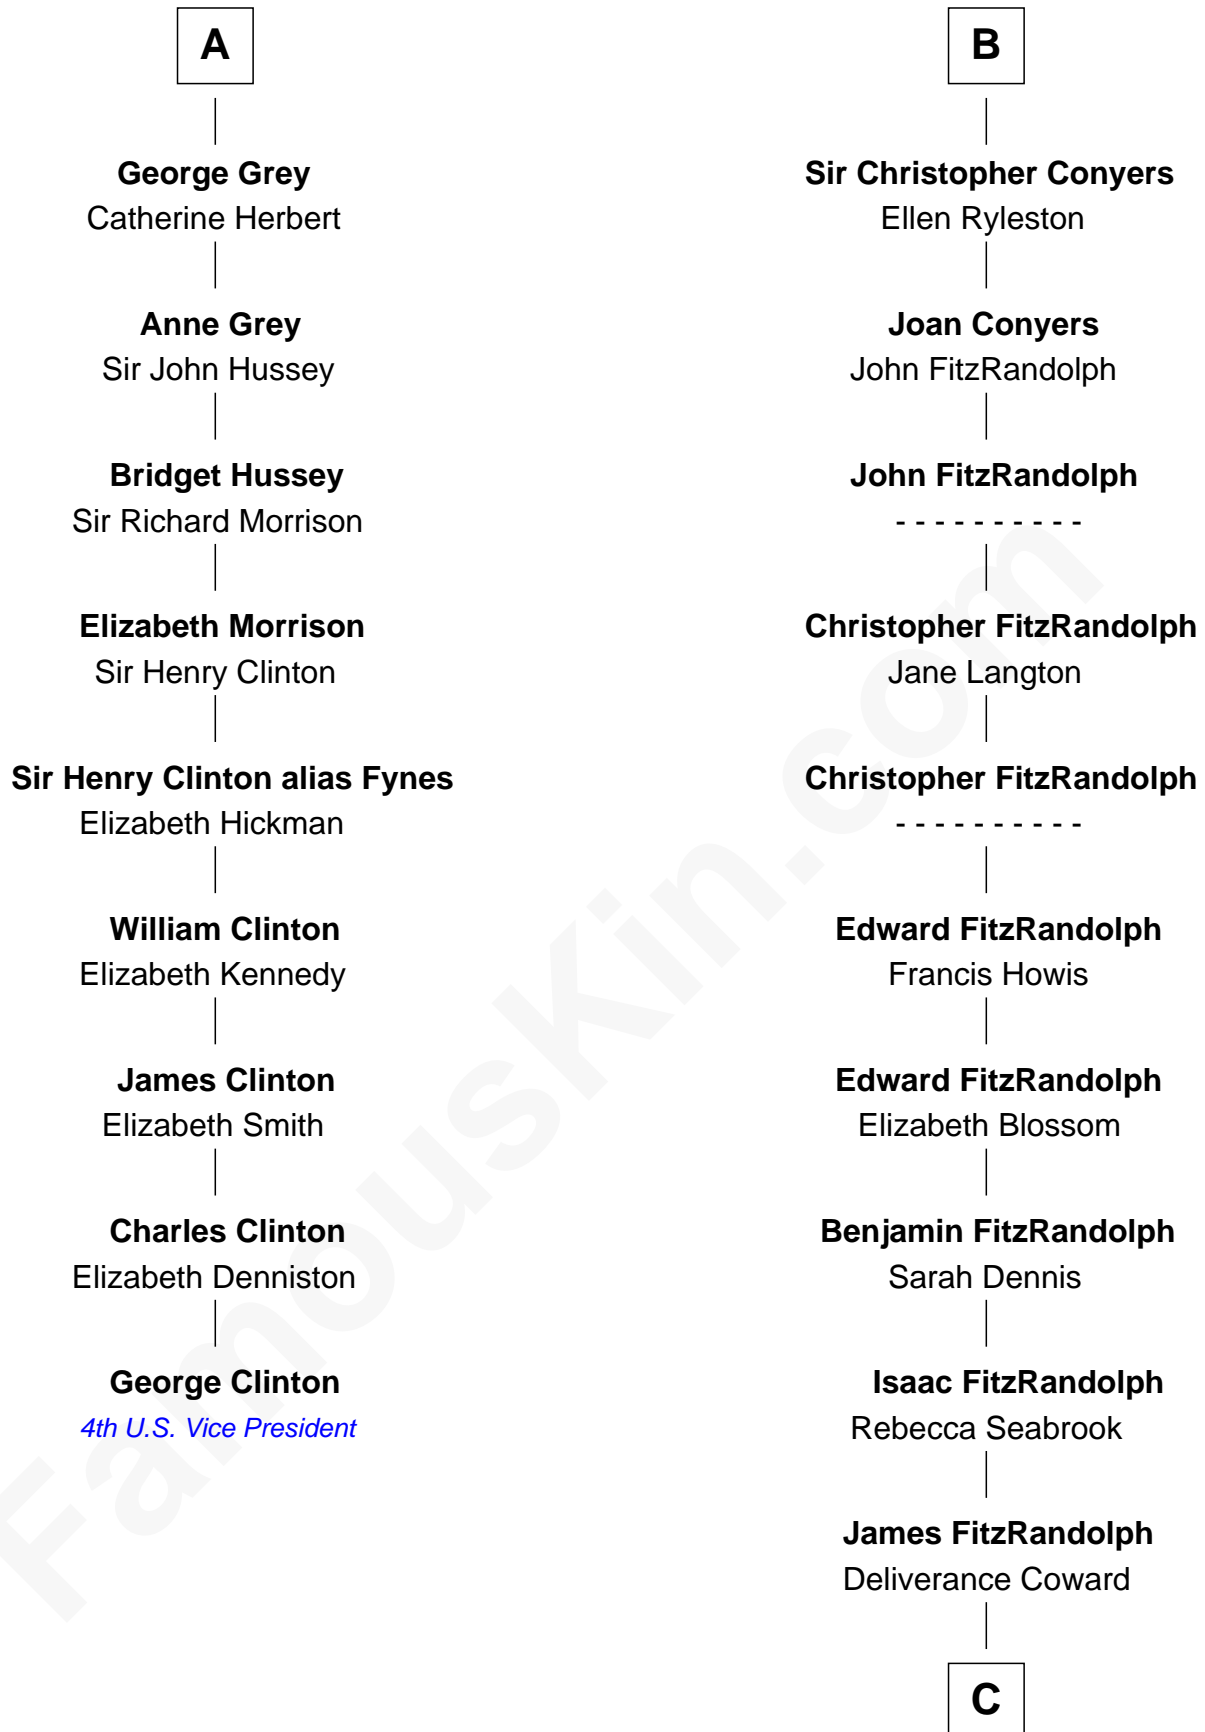 A
George Grey
Catherine Herbert
Anne Grey
Sir John Hussey
Bridget Hussey
Sir Richard Morrison
Elizabeth Morrison
Sir Henry Clinton
Sir Henry Clinton alias Fynes
Elizabeth Hickman
William Clinton
Elizabeth Kennedy
James Clinton
Elizabeth Smith
Charles Clinton
Elizabeth Denniston
George Clinton
4th U.S. Vice President
B
Sir Christopher Conyers
Ellen Ryleston
Joan Conyers
John FitzRandolph
John FitzRandolph
- - - - - - - - - -
Christopher FitzRandolph
Jane Langton
Christopher FitzRandolph
- - - - - - - - - -
Edward FitzRandolph
Francis Howis
Edward FitzRandolph
Elizabeth Blossom
Benjamin FitzRandolph
Sarah Dennis
Isaac FitzRandolph
Rebecca Seabrook
James FitzRandolph
Deliverance Coward
C
FamousKin.com